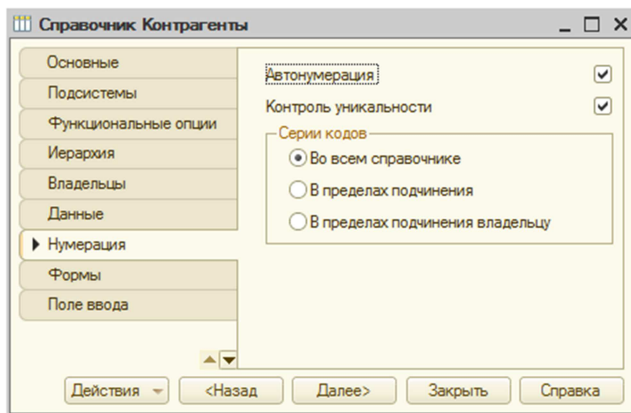 Справочник Контрагенты
Основные
Подсистемы
Функциональные опции
Иерархия
Владельцы
Данные
Нумерация
Формы
Поле ввода
Автонумерация
Контроль уникальности
Серии кодов
Во всем справочнике
В пределах подчинения
В пределах подчинения владельцу
Действия
<Назад
Далее>
Закрыть
Справка